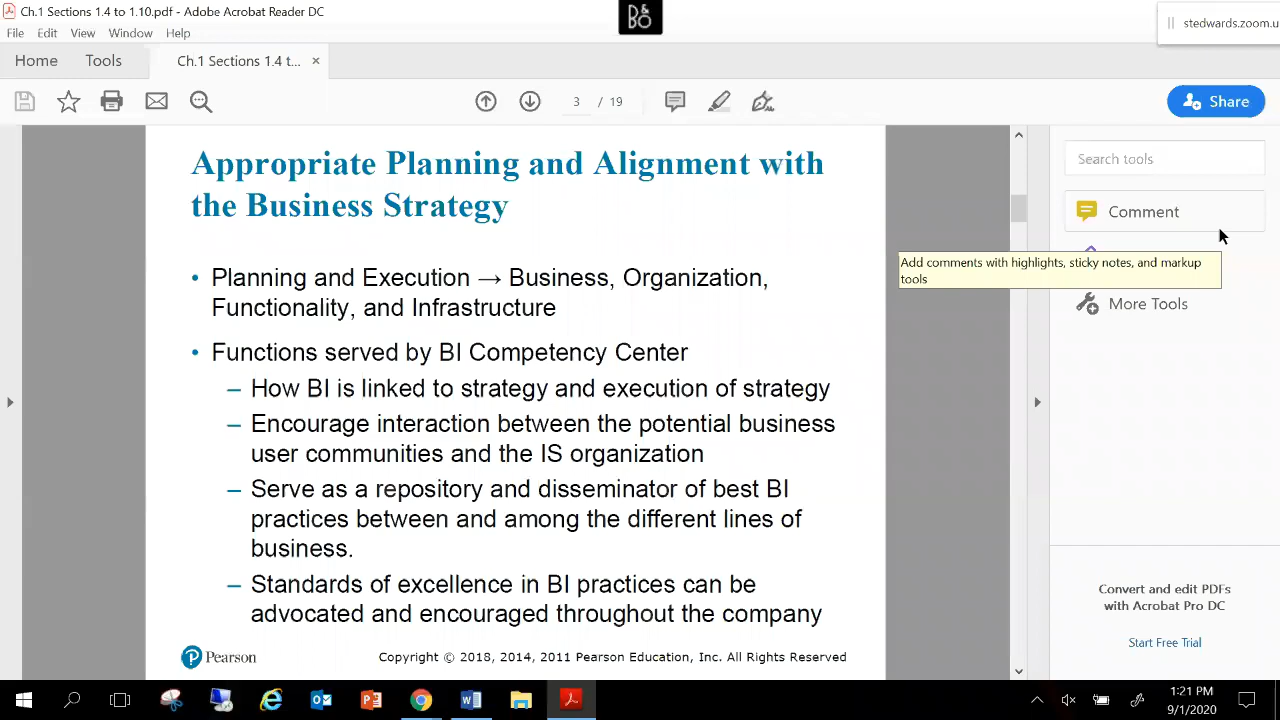 Ch.1 Sections 1.4 to 1.10.pdf - Adobe Acrobat Reader DC
B&O
stedwards.zoom.u
File Edit View Window Help
Home Tools Ch.1 Sections 1.4 t... ×
3 / 19
Share
Appropriate Planning and Alignment with
the Business Strategy
• Planning and Execution → Business, Organization,
Functionality, and Infrastructure
• Functions served by BI Competency Center
– How BI is linked to strategy and execution of strategy
– Encourage interaction between the potential business
user communities and the IS organization
– Serve as a repository and disseminator of best BI
practices between and among the different lines of
business.
– Standards of excellence in BI practices can be
advocated and encouraged throughout the company
P Pearson
Copyright © 2018, 2014, 2011 Pearson Education, Inc. All Rights Reserved
Search tools
Comment
Add comments with highlights, sticky notes, and markup
tools
More Tools
Convert and edit PDFs
with Acrobat Pro DC
Start Free Trial
1:21 PM
9/1/2020